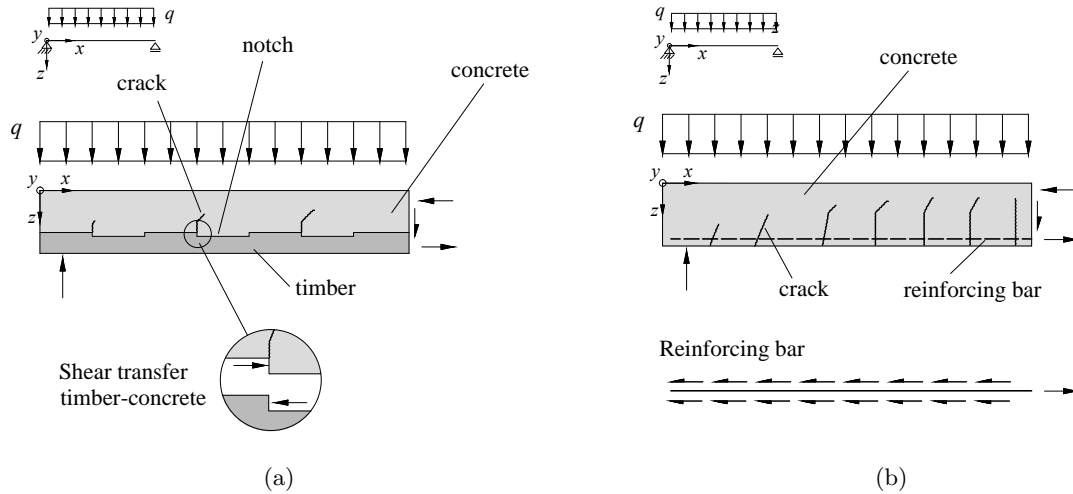 q
y
x
z
notch
concrete
crack
q
y
x
z
timber
Shear transfer
timber-concrete
(a)
q
y
x
z
concrete
q
y
x
z
crack
reinforcing bar
Reinforcing bar
(b)